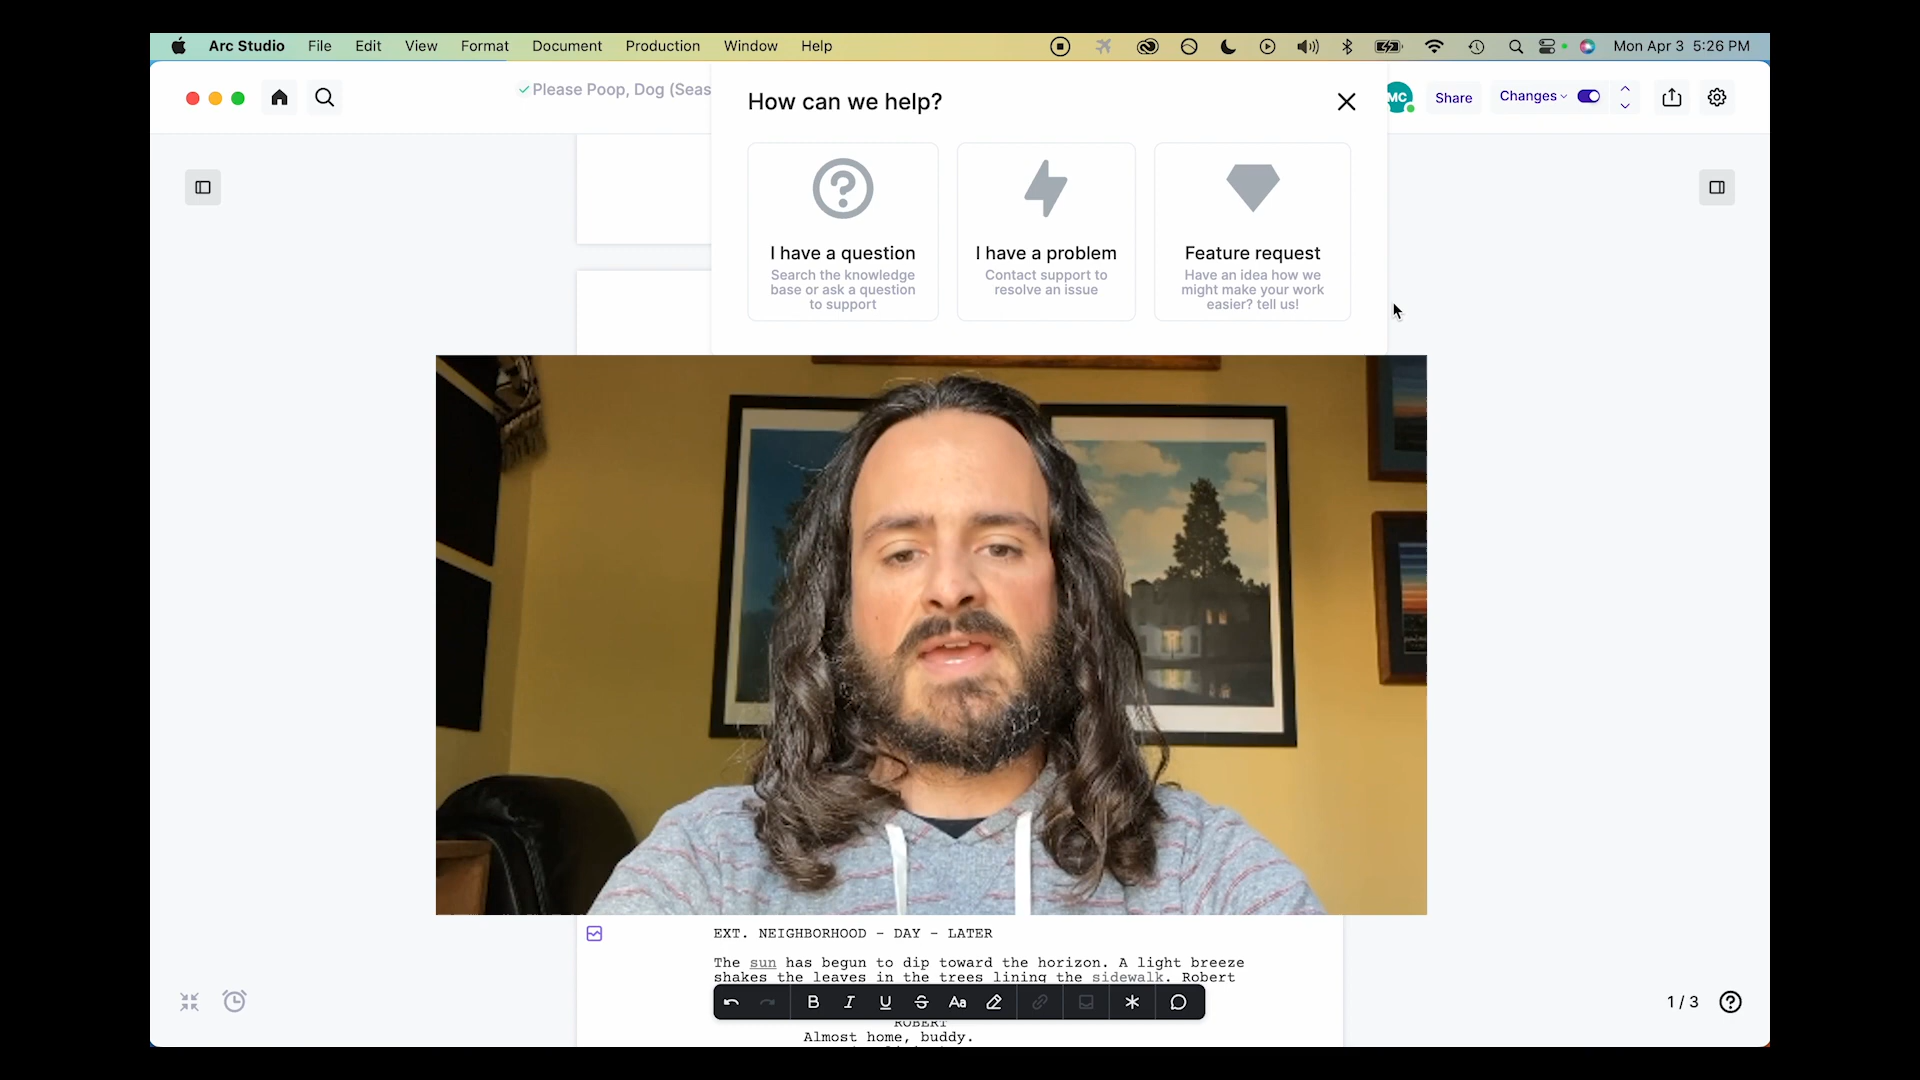 Arc Studio File Edit View Format Document Production Window Help Mon Apr 3 5:26 PM
Please Poop, Dog (Seas
How can we help?
MC Share Changes
I have a question
Search the knowledge
base or ask a question
to support
I have a problem
Contact support to
resolve an issue
Feature request
Have an idea how we
might make your work
easier? tell us!
EXT. NEIGHBORHOOD - DAY - LATER
The sun has begun to dip toward the horizon. A light breeze
shakes the leaves in the trees lining the sidewalk. Robert
B I U S Aa
1 / 3
ROBERT
Almost home, buddy.